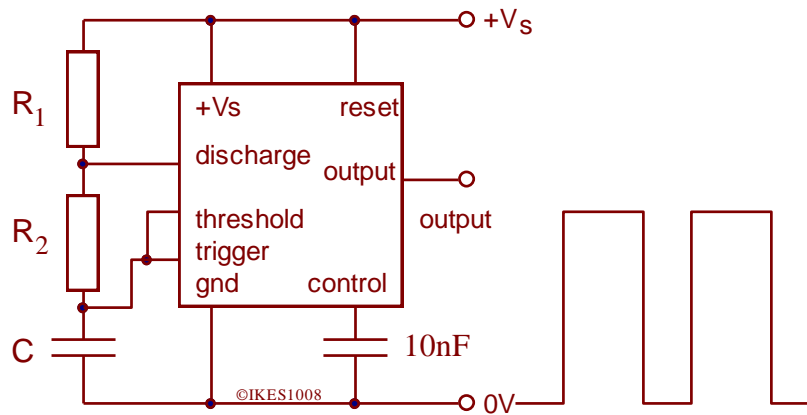 +Vs
R1
+Vs
reset
discharge
output
threshold
output
R2
trigger
gnd
control
C
10nF
©IKES1008
0V